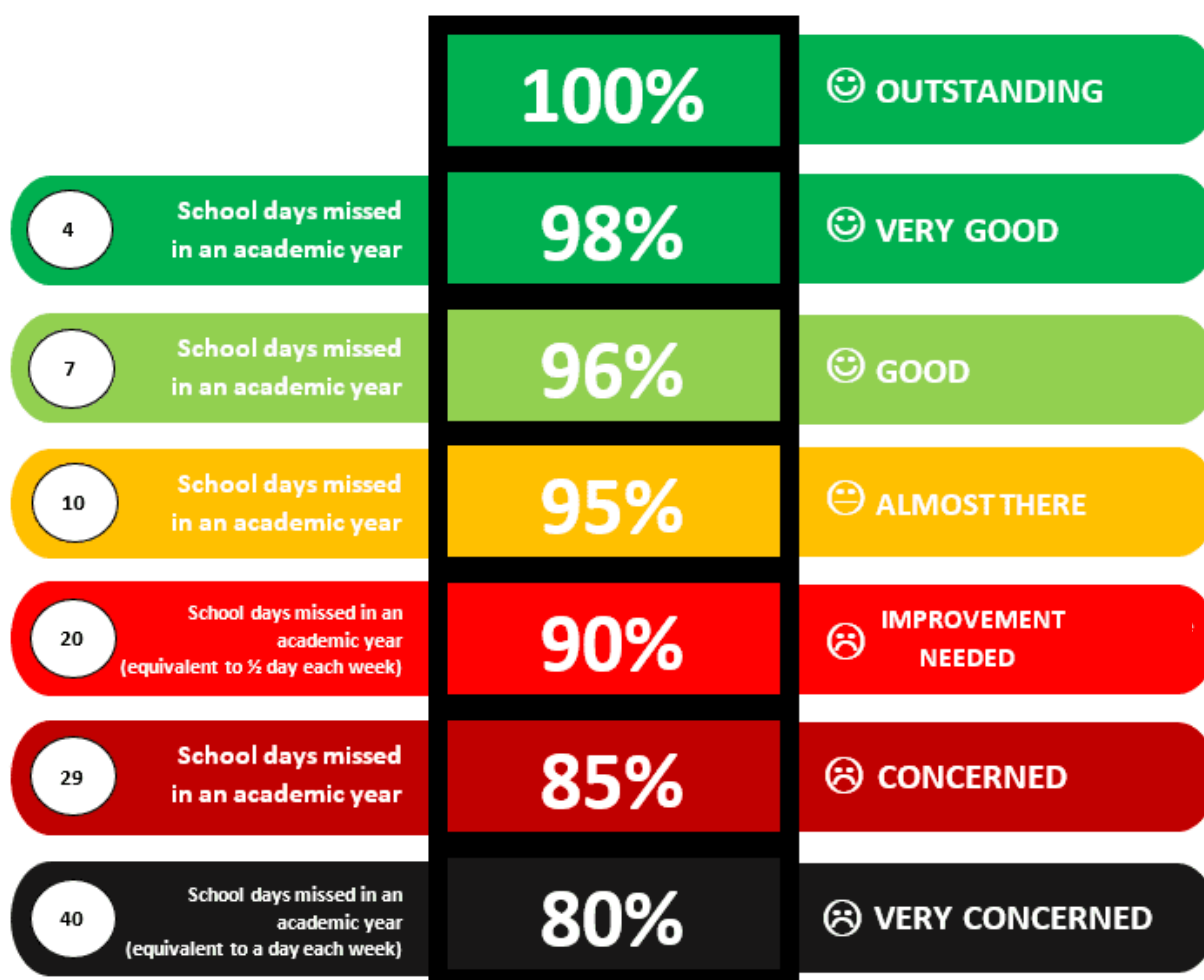 100%
OUTSTANDING
4
School days missed
in an academic year
98%
VERY GOOD
7
School days missed
in an academic year
96%
GOOD
10
School days missed
in an academic year
95%
ALMOST THERE
20
School days missed in an
academic year
(equivalent to ½ day each week)
90%
IMPROVEMENT
NEEDED
29
School days missed
in an academic year
85%
CONCERNED
40
School days missed in an
academic year
(equivalent to a day each week)
80%
VERY CONCERNED